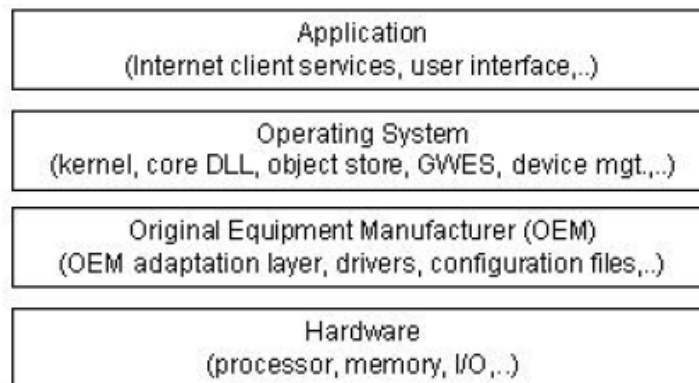 Application
(Internet client services, user interface,..)
Operating System
(kernel, core DLL, object store, GWES, device mgt.,..)
Original Equipment Manufacturer (OEM)
(OEM adaptation layer, drivers, configuration files,..)
Hardware
(processor, memory, I/O,..)